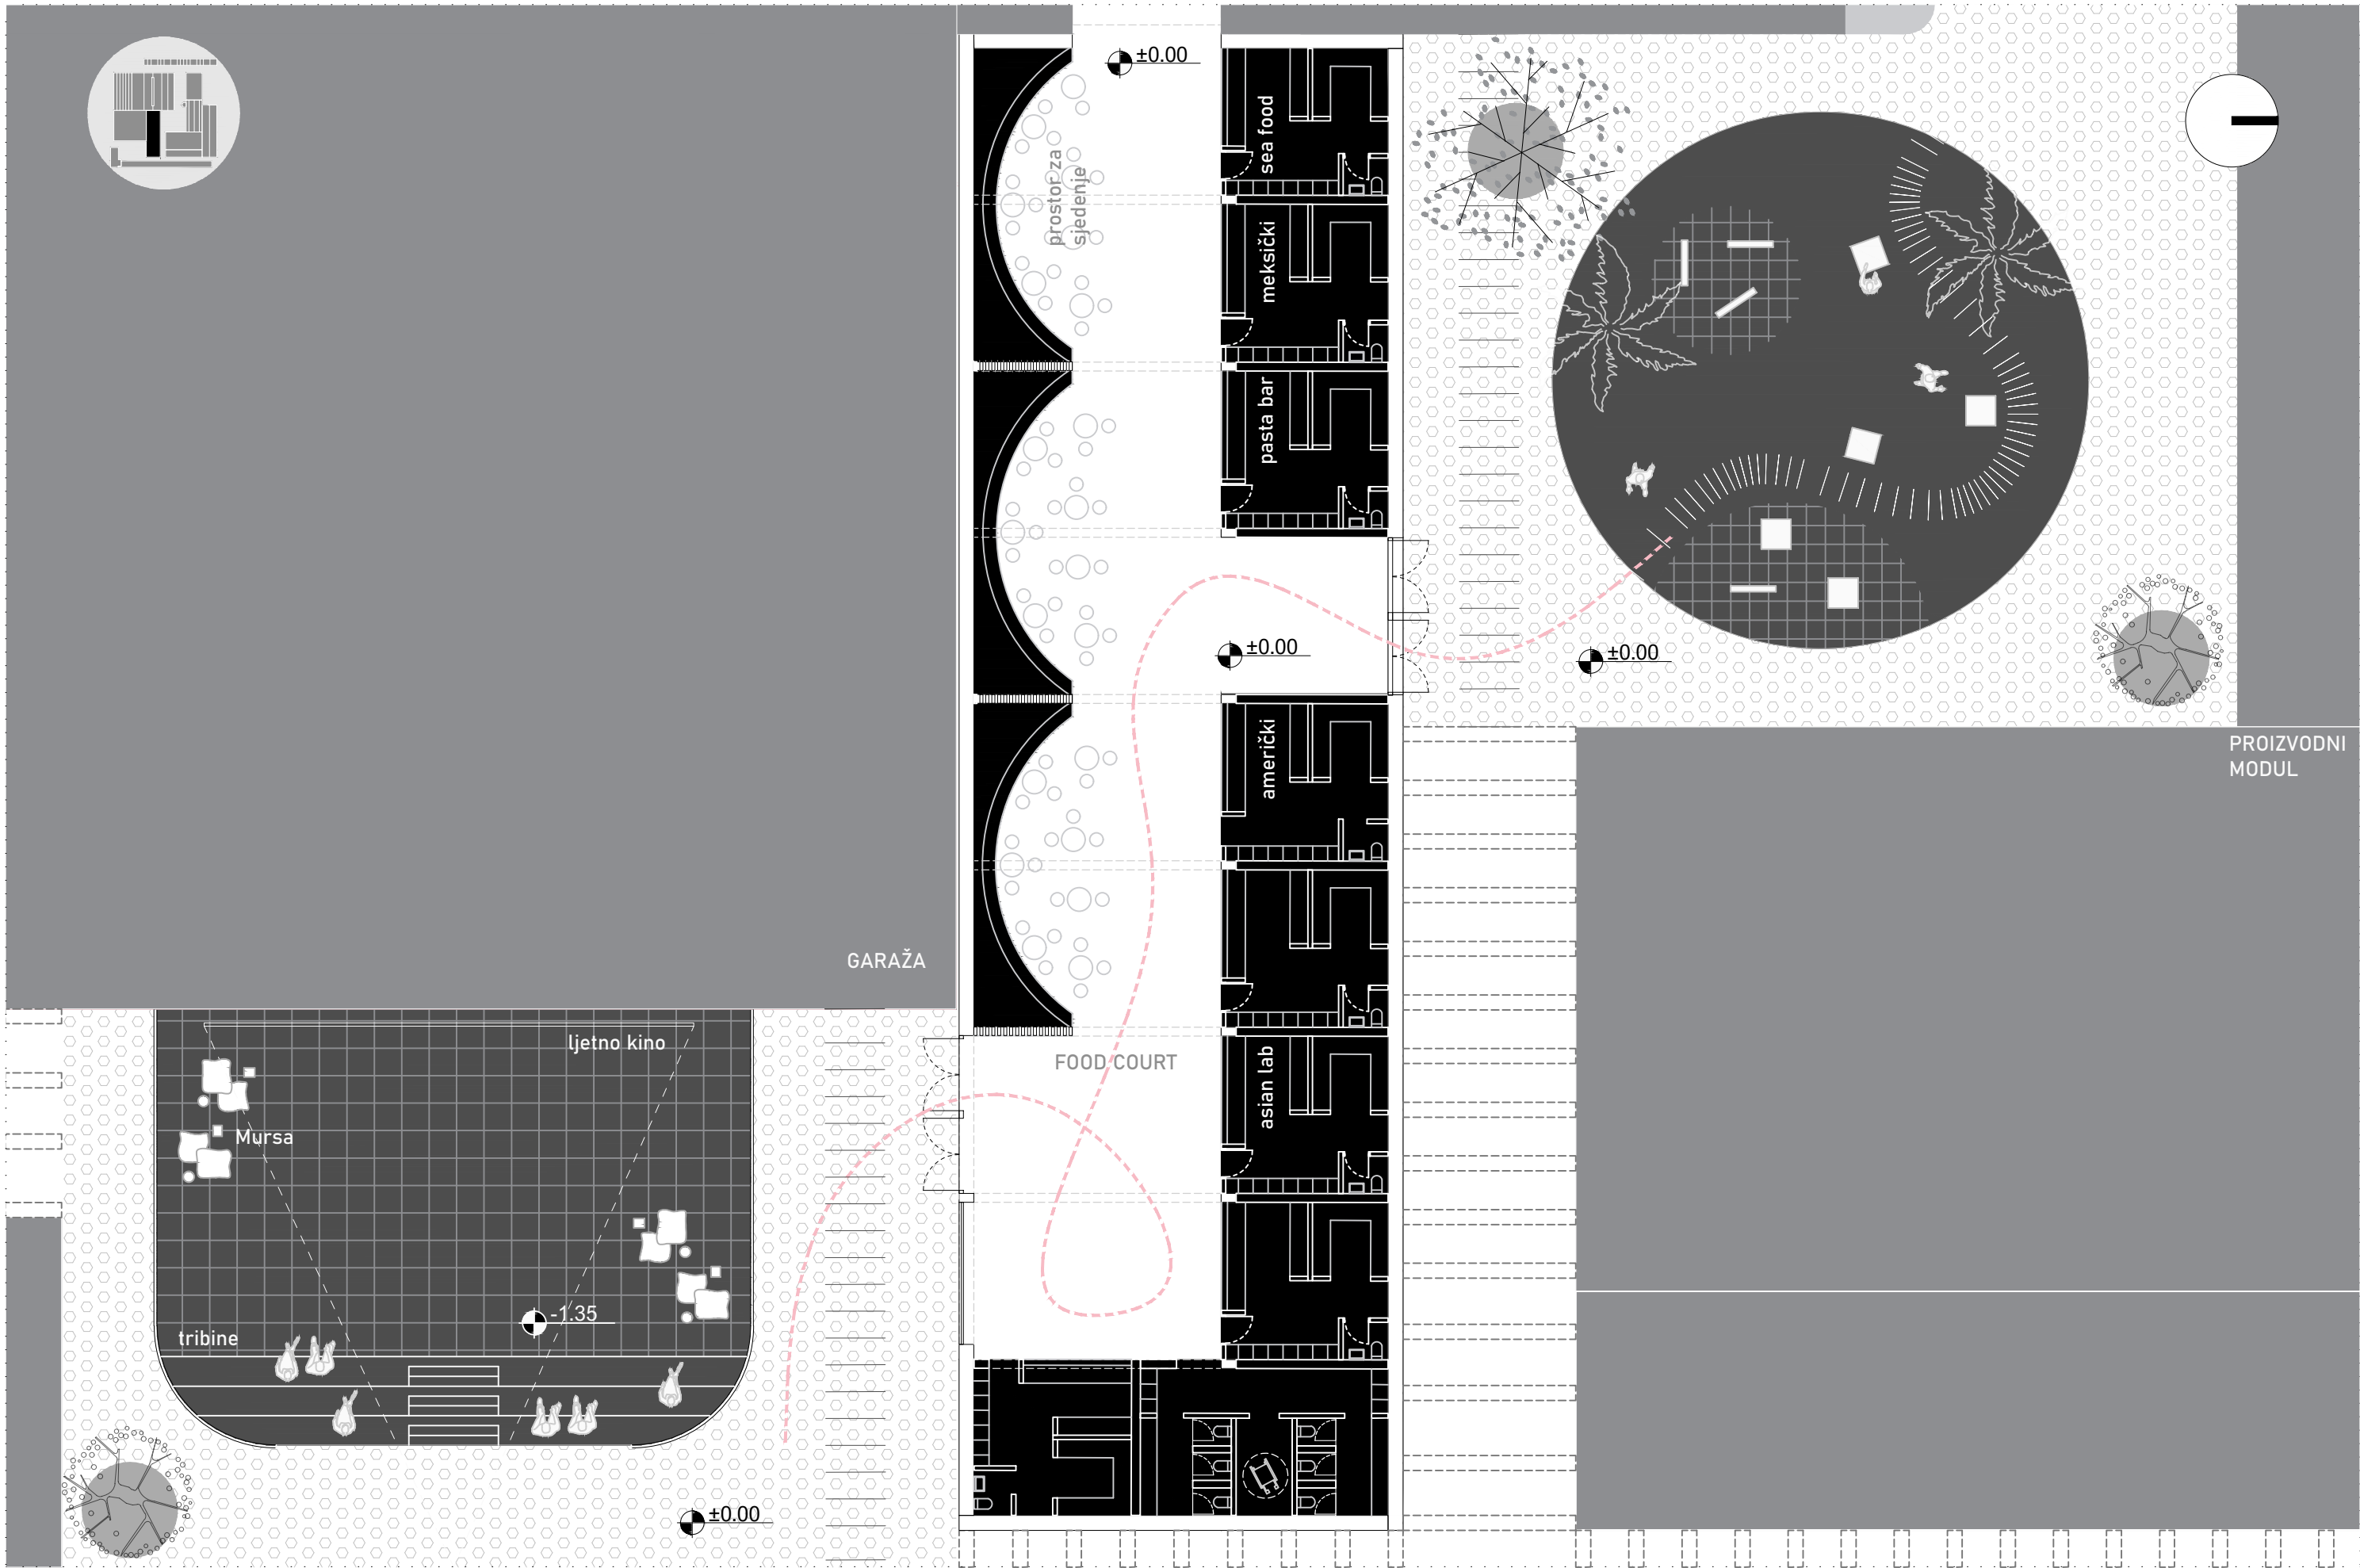 ±0.00
sea food
prostor za
sjedenje
meksički
pasta bar
±0.00
±0.00
američki
PROIZVODNI
MODUL
GARAŽA
ljetno kino
FOOD COURT
asian lab
Mursa
-1.35
tribine
±0.00